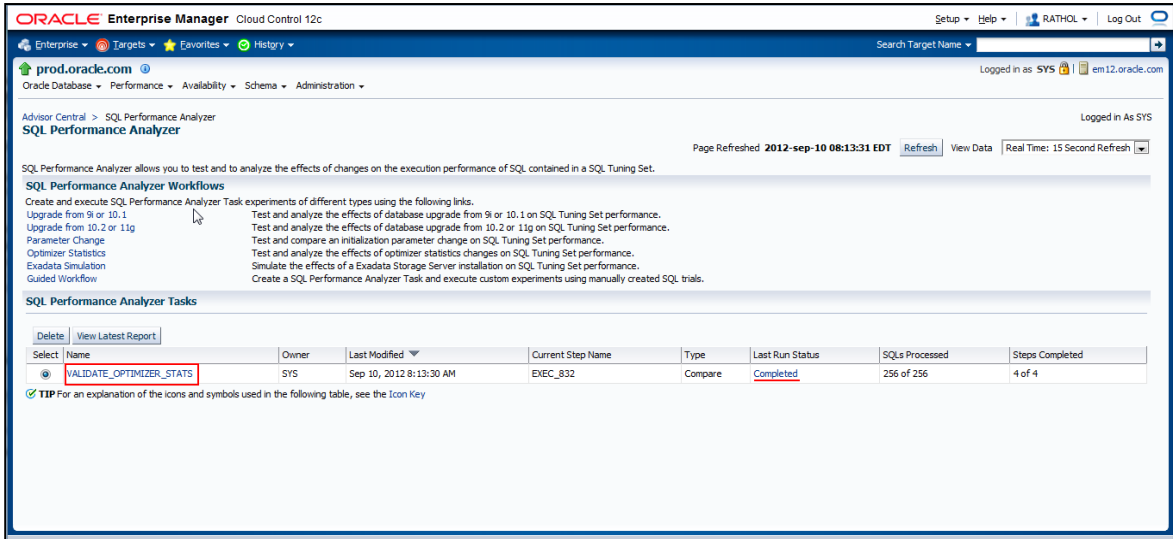 ORACLE Enterprise Manager Cloud Control 12c
Setup Help RATHOL Log Out
Enterprise Targets Favorites History Search Target Name
prod.oracle.com
Logged in as SYS em12.oracle.com
Oracle Database Performance Availability Schema Administration
Advisor Central > SQL Performance Analyzer
Logged in As SYS
SQL Performance Analyzer
Page Refreshed 2012-sep-10 08:13:31 EDT Refresh View Data Real Time: 15 Second Refresh
SQL Performance Analyzer allows you to test and to analyze the effects of changes on the execution performance of SQL contained in a SQL Tuning Set.
SQL Performance Analyzer Workflows
Create and execute SQL Performance Analyzer Task experiments of different types using the following links.
Upgrade from 9i or 10.1 Test and analyze the effects of database upgrade from 9i or 10.1 on SQL Tuning Set performance.
Upgrade from 10.2 or 11g Test and analyze the effects of database upgrade from 10.2 or 11g on SQL Tuning Set performance.
Parameter Change Test and compare an initialization parameter change on SQL Tuning Set performance.
Optimizer Statistics Test and analyze the effects of optimizer statistics changes on SQL Tuning Set performance.
Exadata Simulation Simulate the effects of a Exadata Storage Server installation on SQL Tuning Set performance.
Guided Workflow Create a SQL Performance Analyzer Task and execute custom experiments using manually created SQL trials.
SQL Performance Analyzer Tasks
Delete View Latest Report
Select Name Owner Last Modified Current Step Name Type Last Run Status SQLs Processed Steps Completed
VALIDATE_OPTIMIZER_STATS SYS Sep 10, 2012 8:13:30 AM EXEC_832 Compare Completed 256 of 256 4 of 4
TIP For an explanation of the icons and symbols used in the following table, see the Icon Key